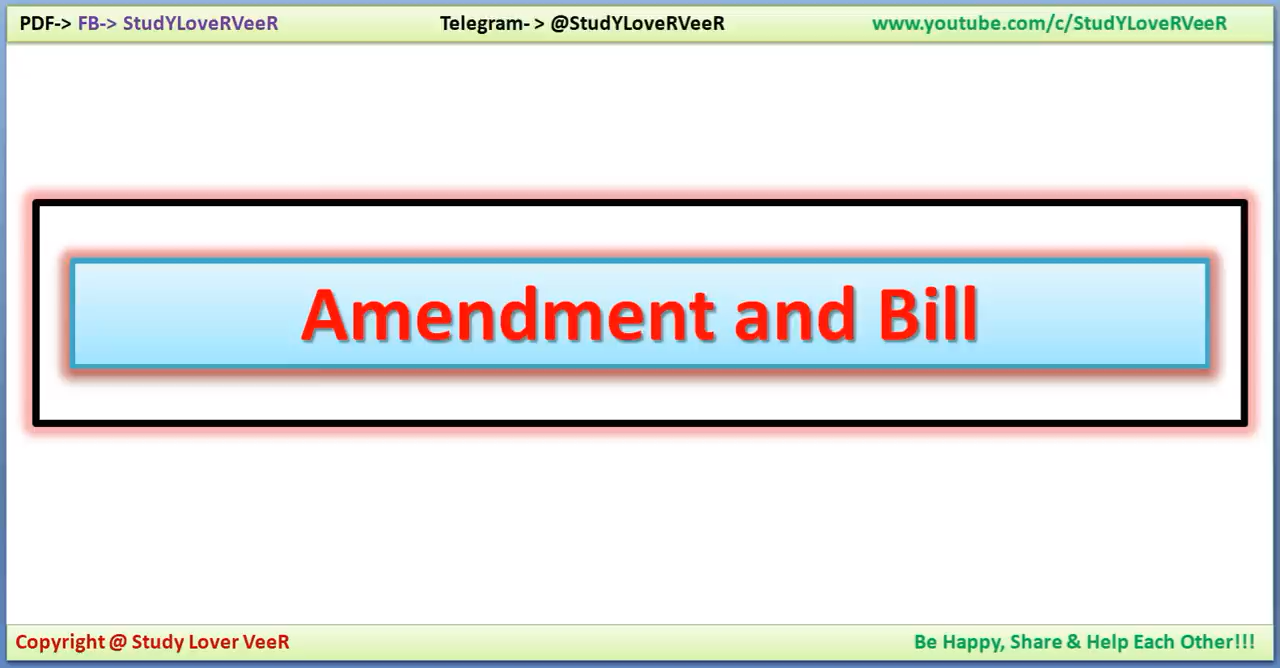 PDF-> FB-> StudYLoveRVeeR Telegram- > @StudYLoveRVeeR www.youtube.com/c/StudYLoveRVeeR
Amendment and Bill
Copyright @ Study Lover VeeR Be Happy, Share & Help Each Other!!!